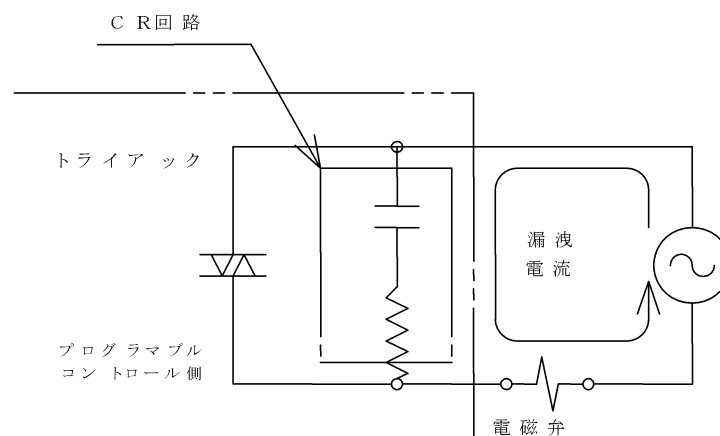 CR回路
トライアック
漏洩
電流
プログラマブル
コントロール側
電磁弁